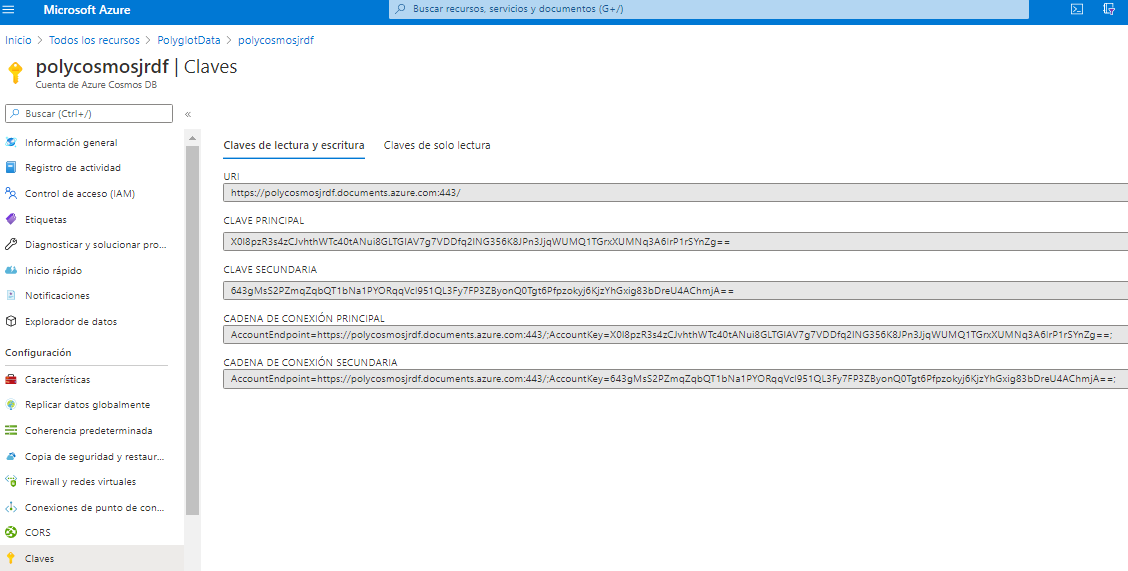 Microsoft Azure
Buscar recursos, servicios y documentos (G+/)
Inicio > Todos los recursos > PolyglotData > polycosmosjrdf
polycosmosjrdf | Claves
Cuenta de Azure Cosmos DB
Buscar (Ctrl+/)
«
Información general
Registro de actividad
Control de acceso (IAM)
Etiquetas
Diagnosticar y solucionar pro...
Inicio rápido
Notificaciones
Explorador de datos
Configuración
Características
Replicar datos globalmente
Coherencia predeterminada
Copia de seguridad y restaur...
Firewall y redes virtuales
Conexiones de punto de con...
CORS
Claves
Claves de lectura y escritura Claves de solo lectura
URI
https://polycosmosjrdf.documents.azure.com:443/
CLAVE PRINCIPAL
CLAVE SECUNDARIA
CADENA DE CONEXIÓN PRINCIPAL
AccountEndpoint=https://polycosmosjrdf.documents.azure.com:443/;AccountKey=
CADENA DE CONEXIÓN SECUNDARIA
AccountEndpoint=https://polycosmosjrdf.documents.azure.com:443/;AccountKey=